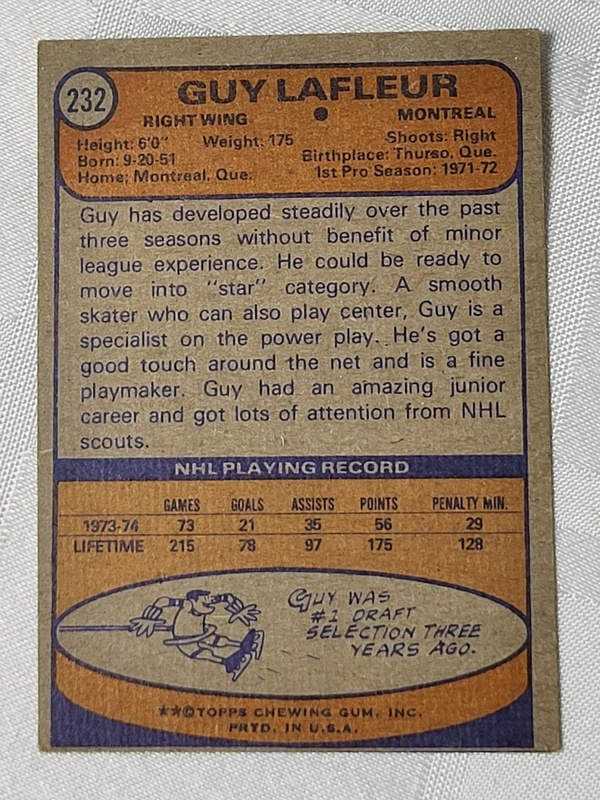 232
GUY LAFLEUR
RIGHT WING ● MONTREAL
Height: 6'0" Weight: 175 Shoots: Right
Born: 9-20-51 Birthplace: Thurso, Que.
Home: Montreal, Que. 1st Pro Season: 1971-72
Guy has developed steadily over the past
three seasons without benefit of minor
league experience. He could be ready to
move into "star" category. A smooth
skater who can also play center, Guy is a
specialist on the power play. He's got a
good touch around the net and is a fine
playmaker. Guy had an amazing junior
career and got lots of attention from NHL
scouts.
NHL PLAYING RECORD
GAMES GOALS ASSISTS POINTS PENALTY MIN.
1973-74 73 21 35 56 29
LIFETIME 215 78 97 175 128
GUY WAS
#1 DRAFT
SELECTION THREE
YEARS AGO.
**©TOPPS CHEWING GUM, INC.
PRTD. IN U.S.A.